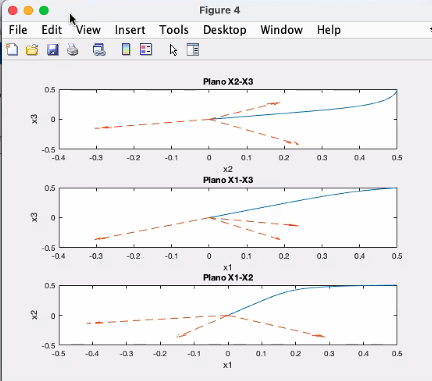 Figure 4
File Edit View Insert Tools Desktop Window Help
Plano X2-X3
0.5
0
-0.5
x3
-0.4 -0.3 -0.2 -0.1 0 0.1 0.2 0.3 0.4 0.5
x2
Plano X1-X3
0.5
0
-0.5
x3
-0.4 -0.3 -0.2 -0.1 0 0.1 0.2 0.3 0.4 0.5
x1
Plano X1-X2
0.5
0
-0.5
x2
-0.5 -0.4 -0.3 -0.2 -0.1 0 0.1 0.2 0.3 0.4 0.5
x1